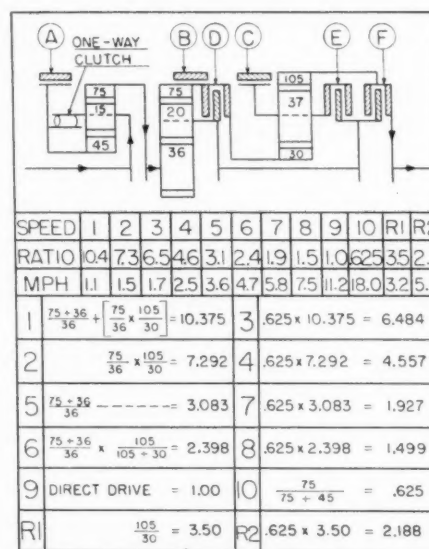 A ONE-WAY CLUTCH B D C E F
75 15 45 75 20 36 105 37 30
SPEED 1 2 3 4 5 6 7 8 9 10 R1 R2
RATIO 10.4 7.3 6.5 4.6 3.1 2.4 1.9 1.5 1.0 .625 3.5 2.
MPH 1.1 1.5 1.7 2.5 3.6 4.7 5.8 7.5 11.2 18.0 3.2 5.
1 75 ÷ 36 / 36 + [75 / 36 x 105 / 30] = 10.375 3 .625 x 10.375 = 6.484
2 75 / 36 x 105 / 30 = 7.292 4 .625 x 7.292 = 4.557
5 75 ÷ 36 / 36 ------ = 3.083 7 .625 x 3.083 = 1.927
6 75 ÷ 36 / 36 x 105 / 105 ÷ 30 = 2.398 8 .625 x 2.398 = 1.499
9 DIRECT DRIVE = 1.00 10 75 / 75 ÷ 45 = .625
R1 105 / 30 = 3.50 R2 .625 x 3.50 = 2.188